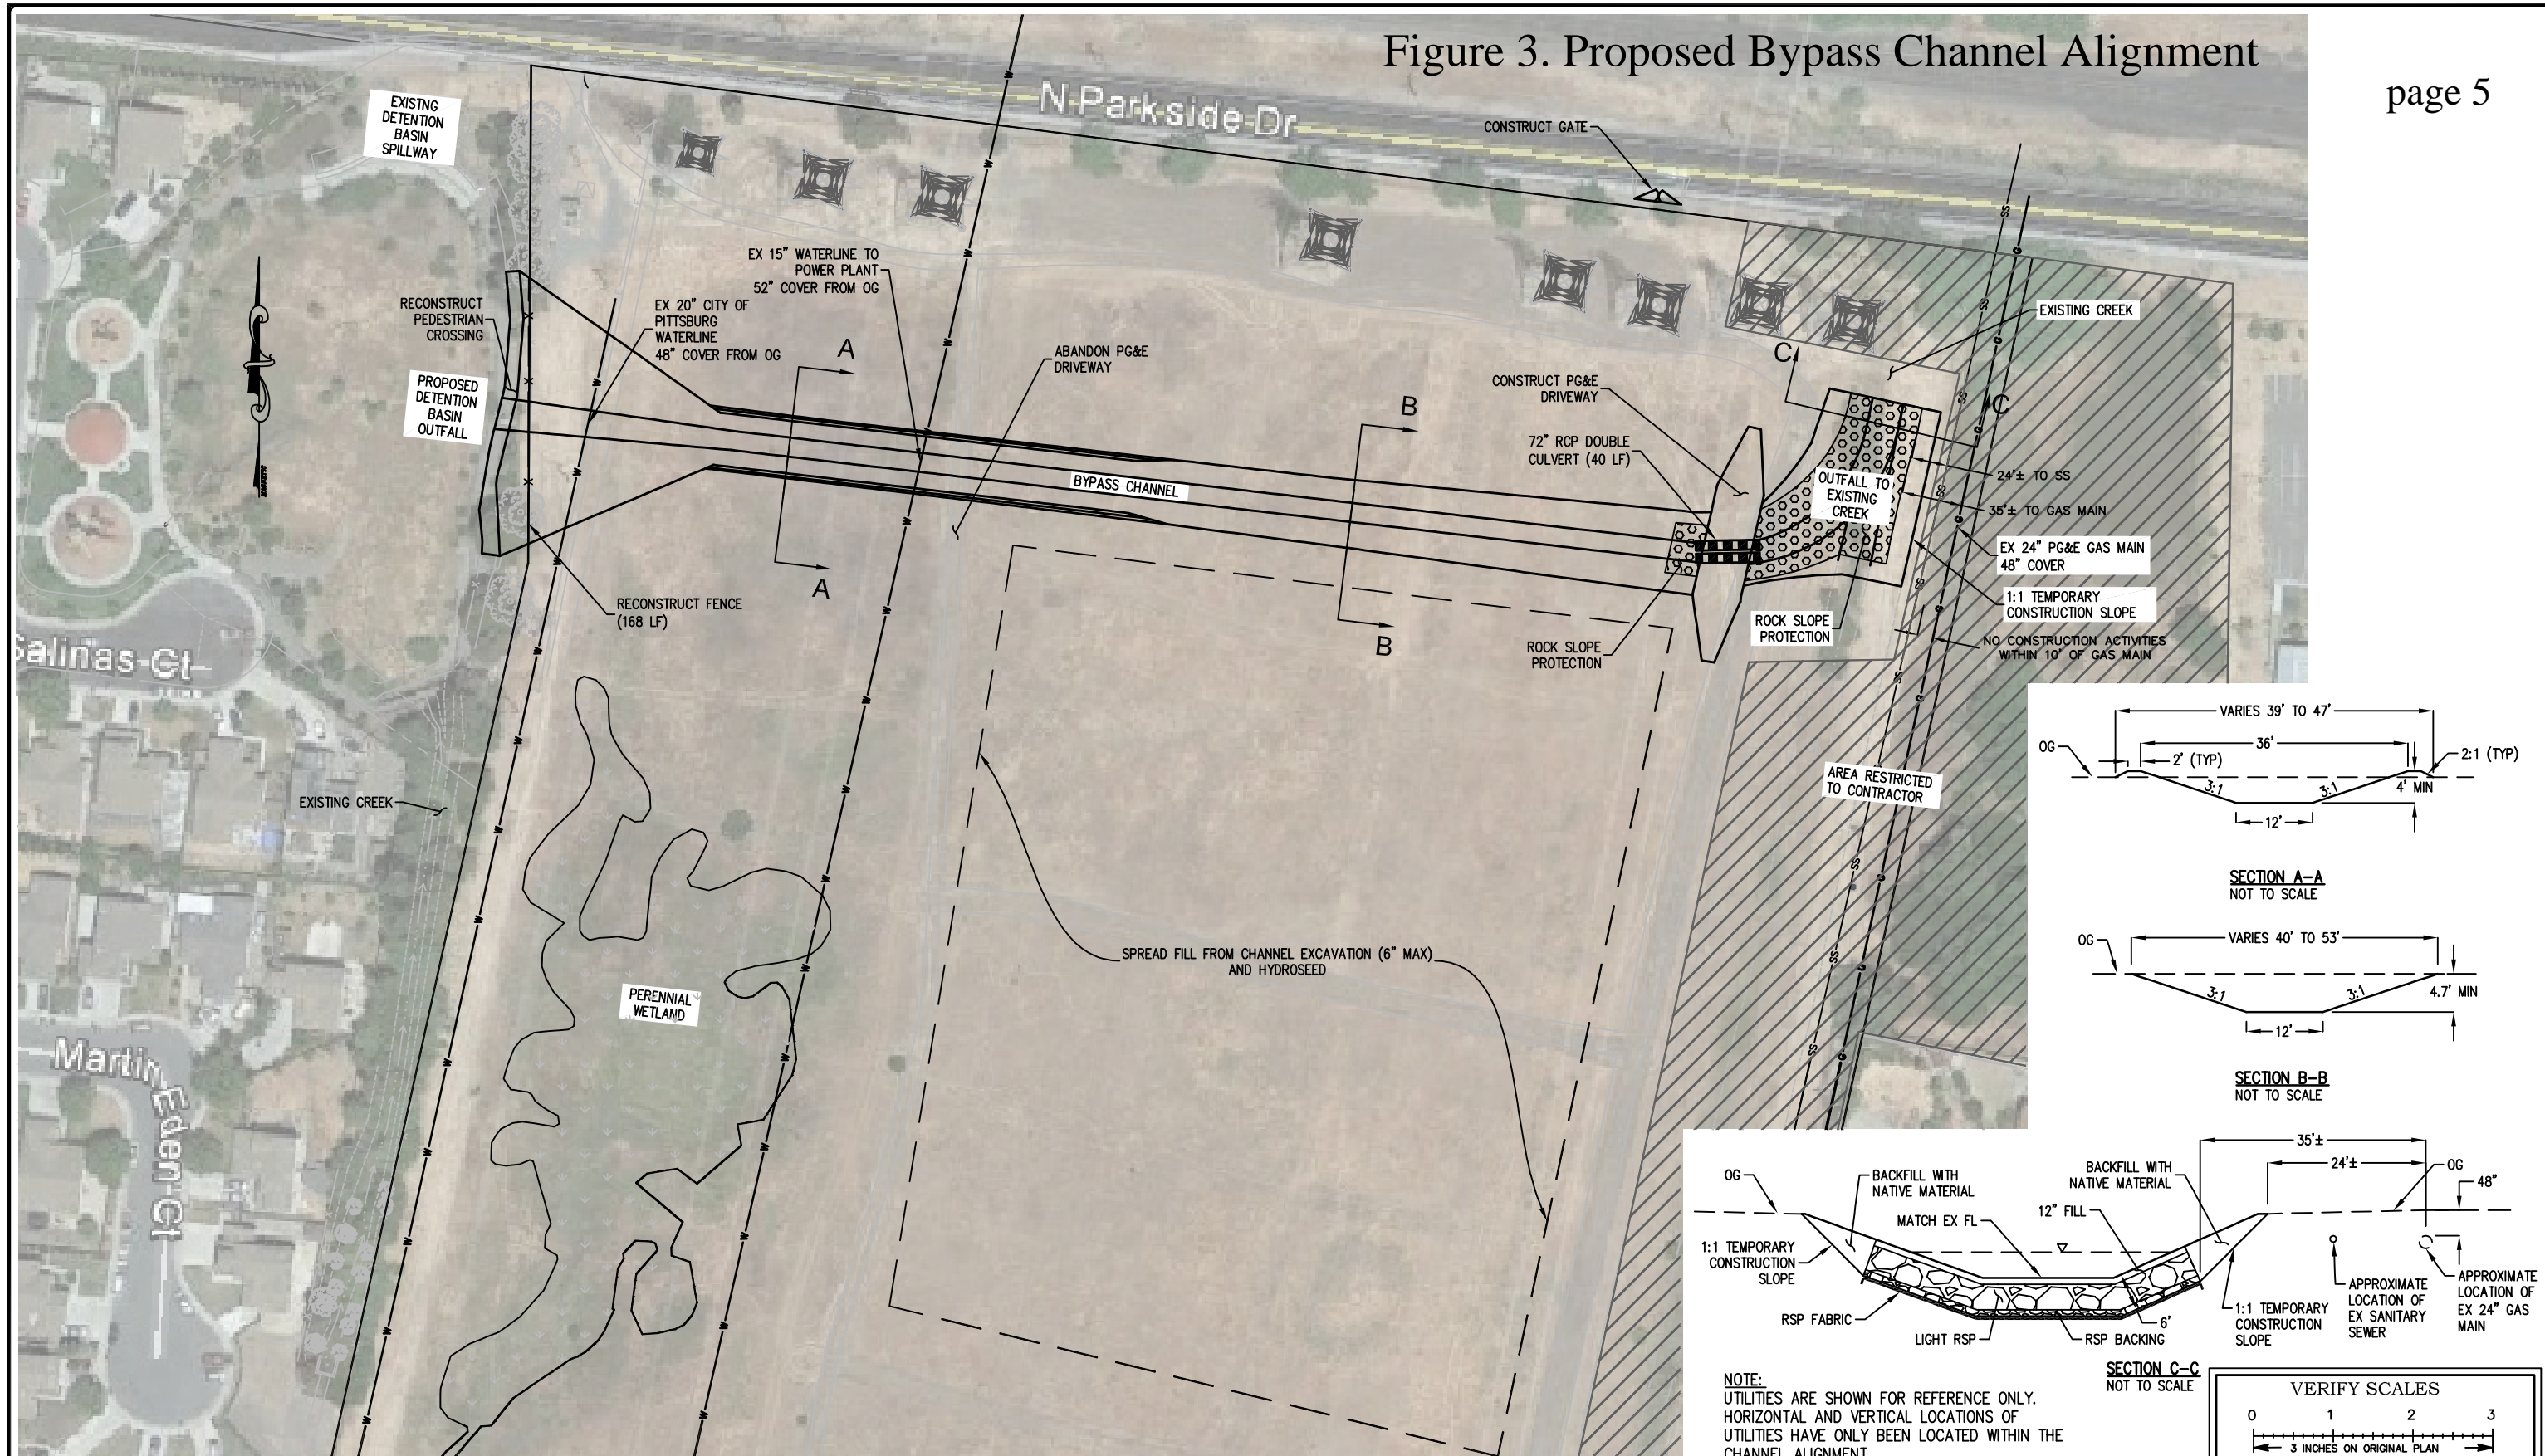 Figure 3. Proposed Bypass Channel Alignment
page 5
N Parkside Dr
EXISTNG
DETENTION
BASIN
SPILLWAY
CONSTRUCT GATE
EX 15" WATERLINE TO
POWER PLANT
52" COVER FROM OG
EX 20" CITY OF
PITTSBURG
WATERLINE
48" COVER FROM OG
RECONSTRUCT
PEDESTRIAN
CROSSING
PROPOSED
DETENTION
BASIN
OUTFALL
A
A
ABANDON PG&E
DRIVEWAY
BYPASS CHANNEL
B
B
CONSTRUCT PG&E
DRIVEWAY
72" RCP DOUBLE
CULVERT (40 LF)
C
C
EXISTING CREEK
OUTFALL TO
EXISTING
CREEK
24'± TO SS
35'± TO GAS MAIN
EX 24" PG&E GAS MAIN
48" COVER
1:1 TEMPORARY
CONSTRUCTION SLOPE
NO CONSTRUCTION ACTIVITIES
WITHIN 10' OF GAS MAIN
ROCK SLOPE
PROTECTION
ROCK SLOPE
PROTECTION
RECONSTRUCT FENCE
(168 LF)
Salinas Ct
EXISTING CREEK
AREA RESTRICTED
TO CONTRACTOR
SPREAD FILL FROM CHANNEL EXCAVATION (6" MAX)
AND HYDROSEED
PERENNIAL
WETLAND
Martin Eden Ct
VARIES 39' TO 47'
36'
OG
2' (TYP)
2:1 (TYP)
3:1
3:1
4' MIN
12'
SECTION A-A
NOT TO SCALE
VARIES 40' TO 53'
OG
3:1
3:1
4.7' MIN
12'
SECTION B-B
NOT TO SCALE
35'±
24'±
OG
48"
OG
BACKFILL WITH
NATIVE MATERIAL
BACKFILL WITH
NATIVE MATERIAL
MATCH EX FL
12" FILL
1:1 TEMPORARY
CONSTRUCTION
SLOPE
RSP FABRIC
LIGHT RSP
RSP BACKING
6'
1:1 TEMPORARY
CONSTRUCTION
SLOPE
APPROXIMATE
LOCATION OF
EX SANITARY
SEWER
APPROXIMATE
LOCATION OF
EX 24" GAS
MAIN
SECTION C-C
NOT TO SCALE
NOTE:
UTILITIES ARE SHOWN FOR REFERENCE ONLY.
HORIZONTAL AND VERTICAL LOCATIONS OF
UTILITIES HAVE ONLY BEEN LOCATED WITHIN THE
CHANNEL ALIGNMENT
VERIFY SCALES
0 1 2 3
3 INCHES ON ORIGINAL PLAN